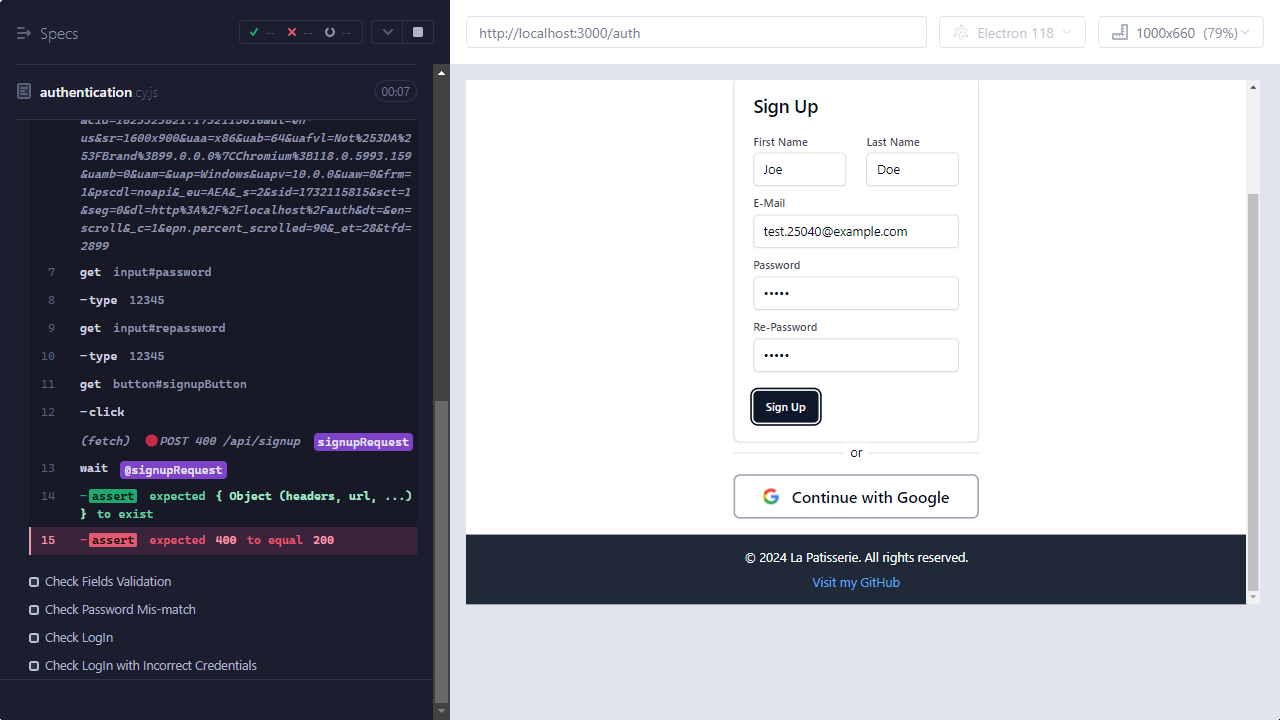 Specs
--
--
--
authentication.cy.js
00:07
us&sr=1600x900&uaa=x86&uab=64&uafvl=Not%253DA%2
53FBrand%3B99.0.0.0%7CChromium%3B118.0.5993.159
&uamb=0&uam=&uap=Windows&uapv=10.0.0&uaw=0&frm=
1&pscdl=noapi&_eu=AEA&_s=2&sid=1732115815&sct=1
&seg=0&dl=http%3A%2F%2Flocalhost%2Fauth&dt=&en=
scroll&_c=1&epn.percent_scrolled=90&_et=28&tfd=
2899
7 get input#password
8 -type 12345
9 get input#repassword
10 -type 12345
11 get button#signupButton
12 -click
(fetch) POST 400 /api/signup signupRequest
13 wait @signupRequest
14 -assert expected { Object (headers, url, ...)
} to exist
15 -assert expected 400 to equal 200
Check Fields Validation
Check Password Mis-match
Check LogIn
Check LogIn with Incorrect Credentials
http://localhost:3000/auth
Electron 118
1000x660 (79%)
Sign Up
First Name Last Name
Joe Doe
E-Mail
test.25040@example.com
Password
•••••
Re-Password
•••••
Sign Up
or
Continue with Google
© 2024 La Patisserie. All rights reserved.
Visit my GitHub